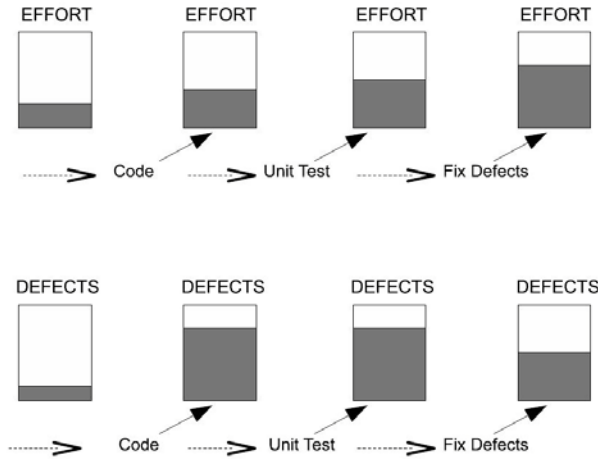 EFFORT EFFORT EFFORT EFFORT
Code Unit Test Fix Defects
DEFECTS DEFECTS DEFECTS DEFECTS
Code Unit Test Fix Defects